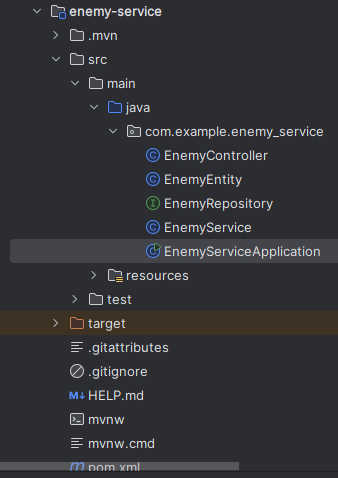 enemy-service
.mvn
src
main
java
com.example.enemy_service
EnemyController
EnemyEntity
EnemyRepository
EnemyService
EnemyServiceApplication
resources
test
target
.gitattributes
.gitignore
HELP.md
mvnw
mvnw.cmd
pom.xml